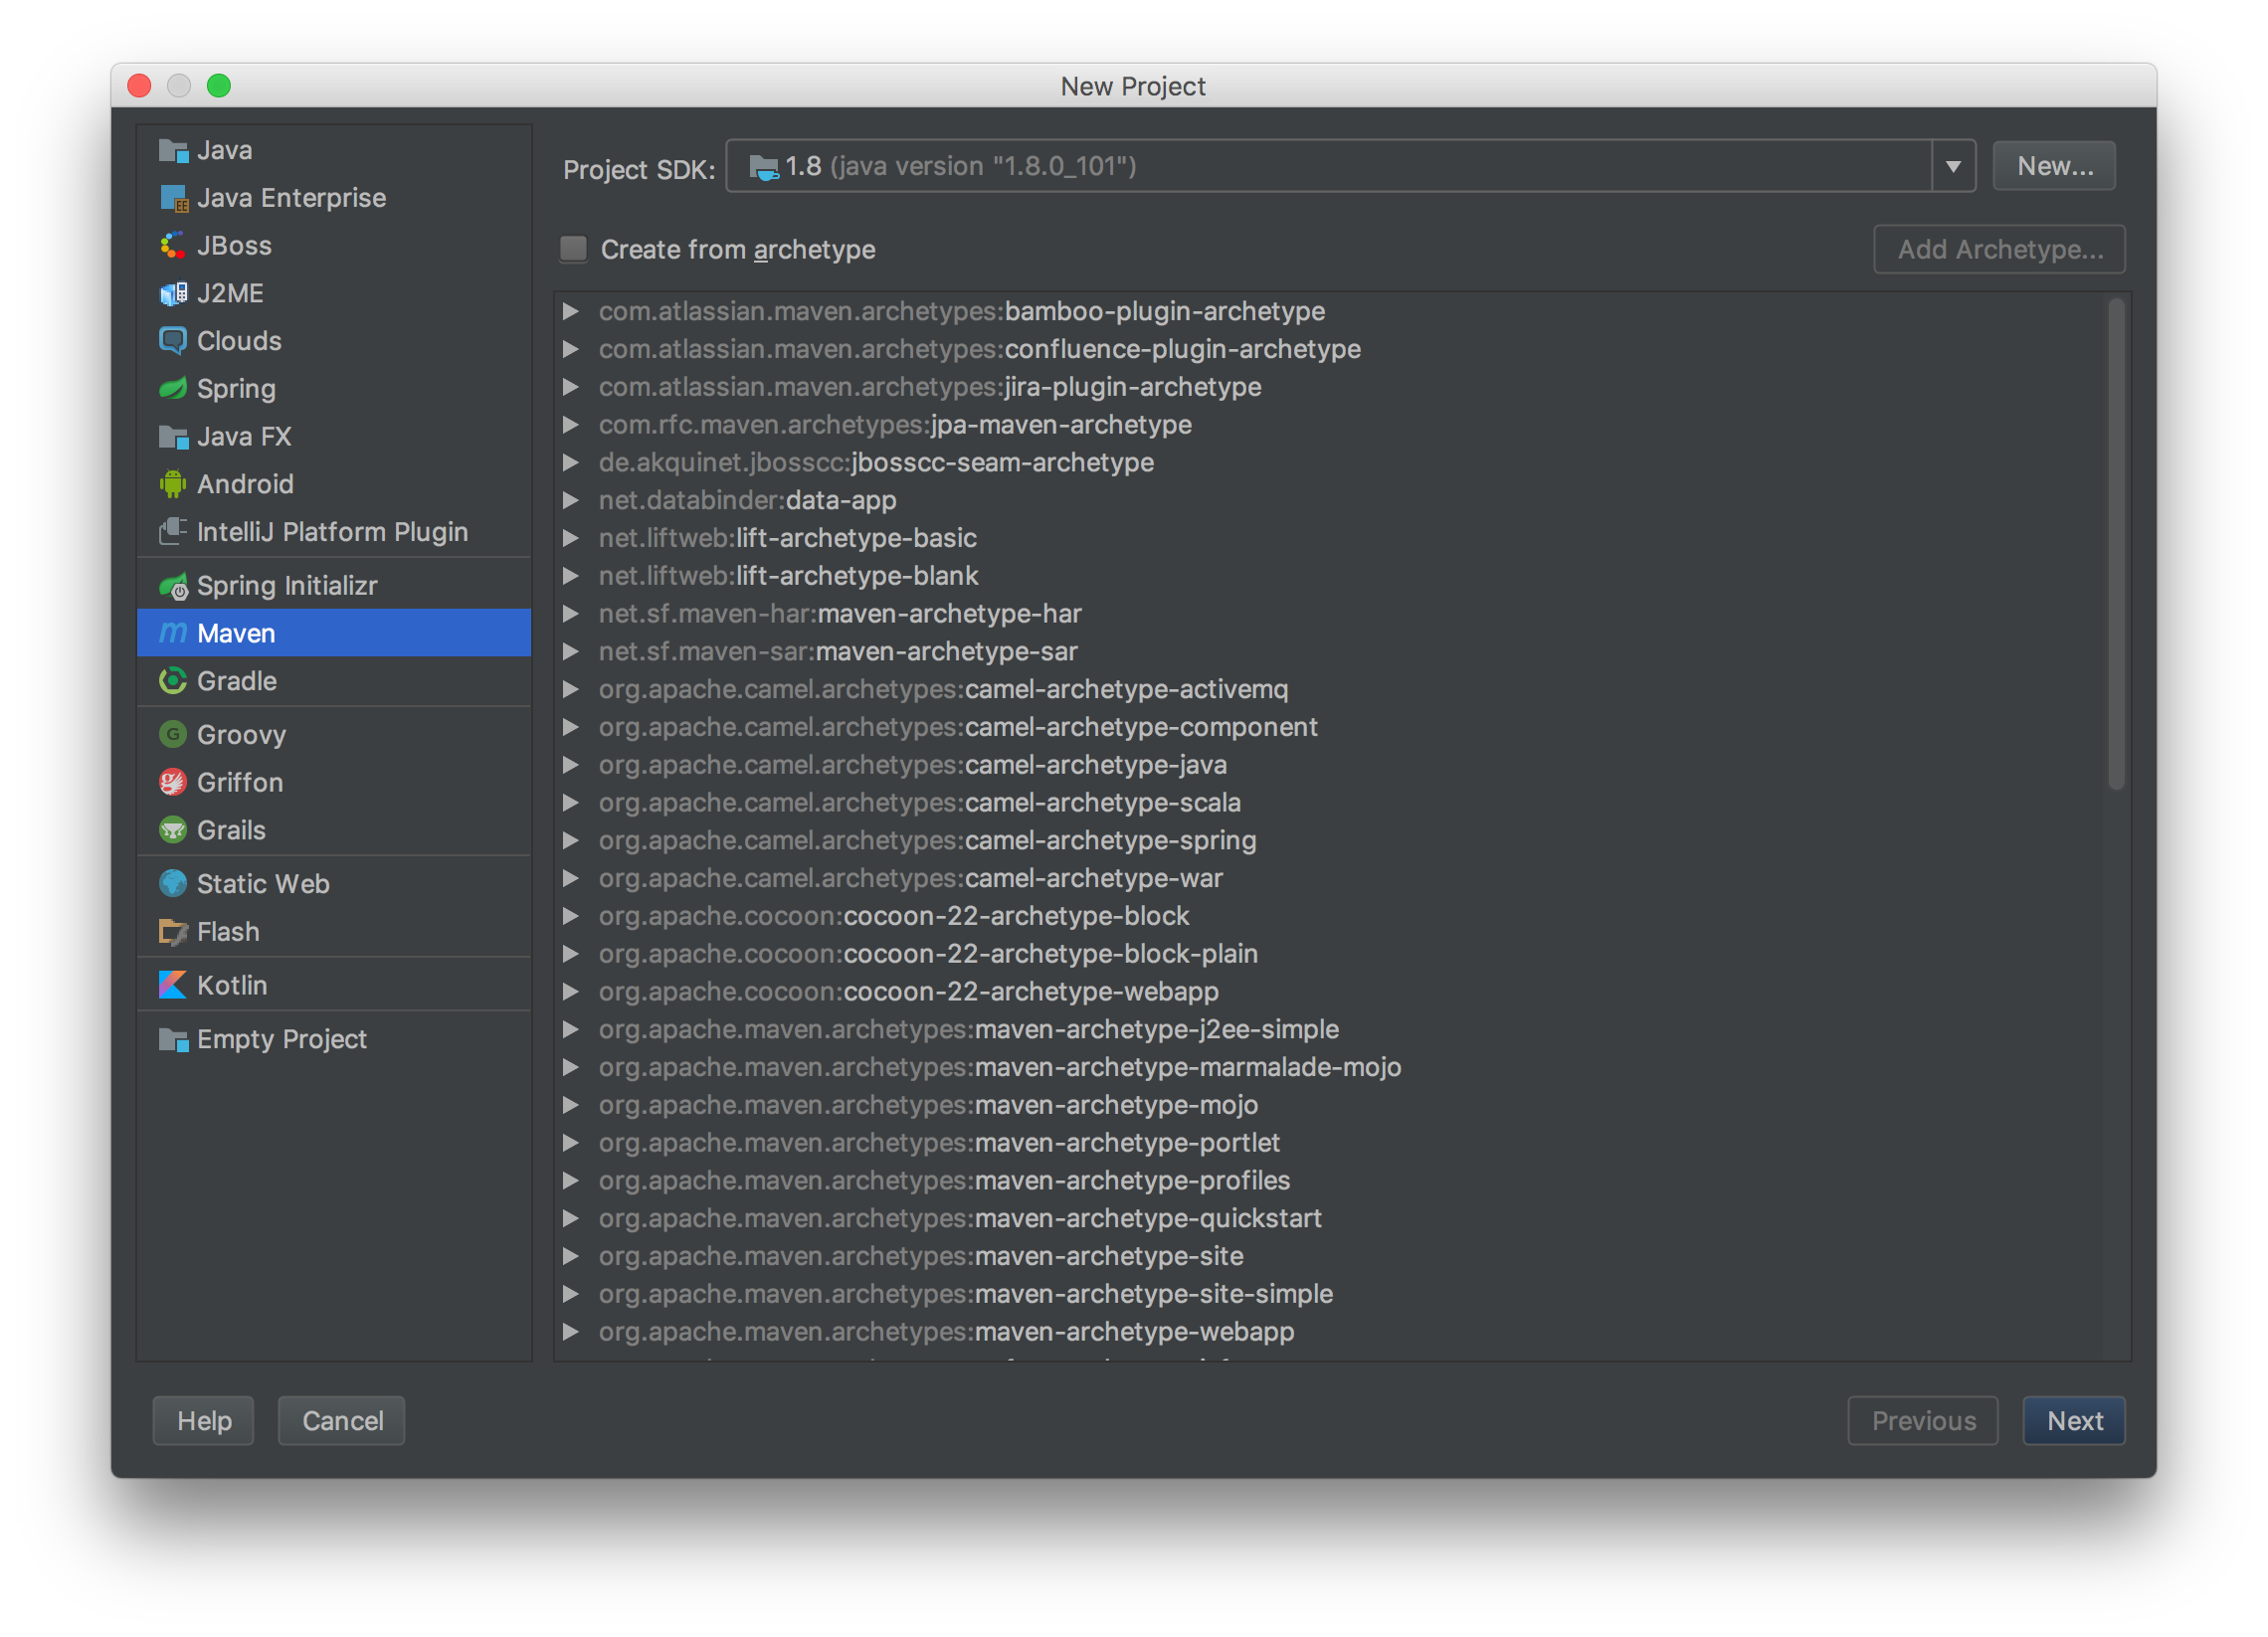 New Project
Java
Java Enterprise
JBoss
J2ME
Clouds
Spring
Java FX
Android
IntelliJ Platform Plugin
Spring Initializr
Maven
Gradle
Groovy
Griffon
Grails
Static Web
Flash
Kotlin
Empty Project
Project SDK: 1.8 (java version "1.8.0_101") New...
Create from archetype Add Archetype...
com.atlassian.maven.archetypes:bamboo-plugin-archetype
com.atlassian.maven.archetypes:confluence-plugin-archetype
com.atlassian.maven.archetypes:jira-plugin-archetype
com.rfc.maven.archetypes:jpa-maven-archetype
de.akquinet.jbosscc:jbosscc-seam-archetype
net.databinder:data-app
net.liftweb:lift-archetype-basic
net.liftweb:lift-archetype-blank
net.sf.maven-har:maven-archetype-har
net.sf.maven-sar:maven-archetype-sar
org.apache.camel.archetypes:camel-archetype-activemq
org.apache.camel.archetypes:camel-archetype-component
org.apache.camel.archetypes:camel-archetype-java
org.apache.camel.archetypes:camel-archetype-scala
org.apache.camel.archetypes:camel-archetype-spring
org.apache.camel.archetypes:camel-archetype-war
org.apache.cocoon:cocoon-22-archetype-block
org.apache.cocoon:cocoon-22-archetype-block-plain
org.apache.cocoon:cocoon-22-archetype-webapp
org.apache.maven.archetypes:maven-archetype-j2ee-simple
org.apache.maven.archetypes:maven-archetype-marmalade-mojo
org.apache.maven.archetypes:maven-archetype-mojo
org.apache.maven.archetypes:maven-archetype-portlet
org.apache.maven.archetypes:maven-archetype-profiles
org.apache.maven.archetypes:maven-archetype-quickstart
org.apache.maven.archetypes:maven-archetype-site
org.apache.maven.archetypes:maven-archetype-site-simple
org.apache.maven.archetypes:maven-archetype-webapp
Help Cancel Previous Next